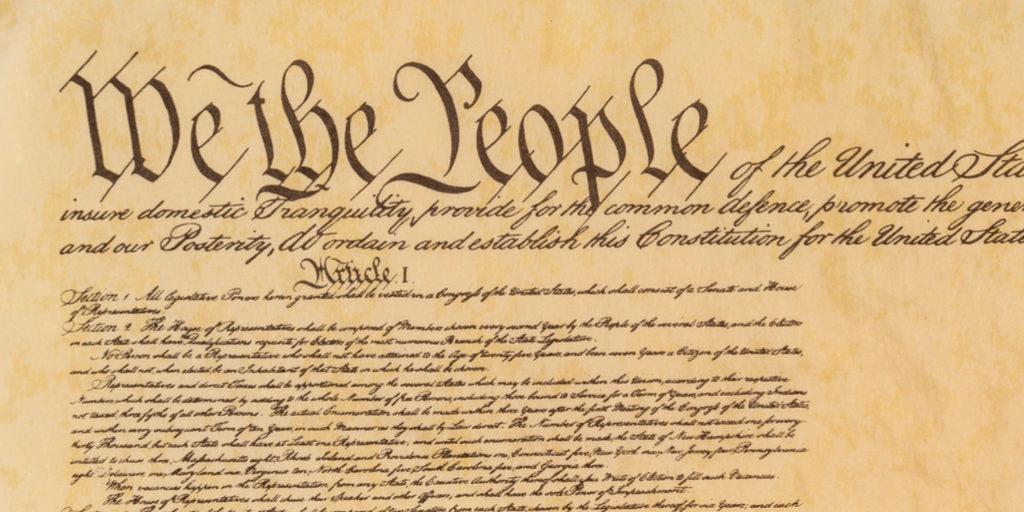 We the People of the United Sta
insure domestic Tranquility, provide for the common defence, promote the gene
and our Posterity, do ordain and establish this Constitution for the United Stat
Article I
Section 1. All legislative Powers herein granted shall be vested in a Congress of the United States, which shall consist of a Senate and House
of Representatives.
Section 2. The House of Representatives shall be composed of Members chosen every second Year by the People of the several States, and the Electors
in each State shall have Qualifications requisite for Electors of the most numerous Branch of the State Legislature.
No Person shall be a Representative who shall not have attained to the Age of twenty five Years, and been seven Years a Citizen of the United States,
and who shall not, when elected, be an Inhabitant of that State in which he shall be chosen.
Representatives and direct Taxes shall be apportioned among the several States which may be included within this Union, according to their respective
Numbers, which shall be determined by adding to the whole Number of free Persons, including those bound to Service for a Term of Years, and excluding Indians
not taxed, three fifths of all other Persons. The actual Enumeration shall be made within three Years after the first Meeting of the Congress of the United States,
and within every subsequent Term of ten Years, in such Manner as they shall by Law direct. The Number of Representatives shall not exceed one for every
thirty Thousand, but each State shall have at Least one Representative; and until such enumeration shall be made, the State of New Hampshire shall be
entitled to chuse three, Massachusetts eight, Rhode Island and Providence Plantations one, Connecticut five, New York six, New Jersey four, Pennsylvania
eight, Delaware one, Maryland six, Virginia ten, North Carolina five, South Carolina five, and Georgia three.
When vacancies happen in the Representation from any State, the Executive Authority thereof shall issue Writs of Election to fill such Vacancies.
The House of Representatives shall chuse their Speaker and other Officers; and shall have the sole Power of Impeachment.
Senators from each State, chosen by the Legislature thereof for six Years; and each